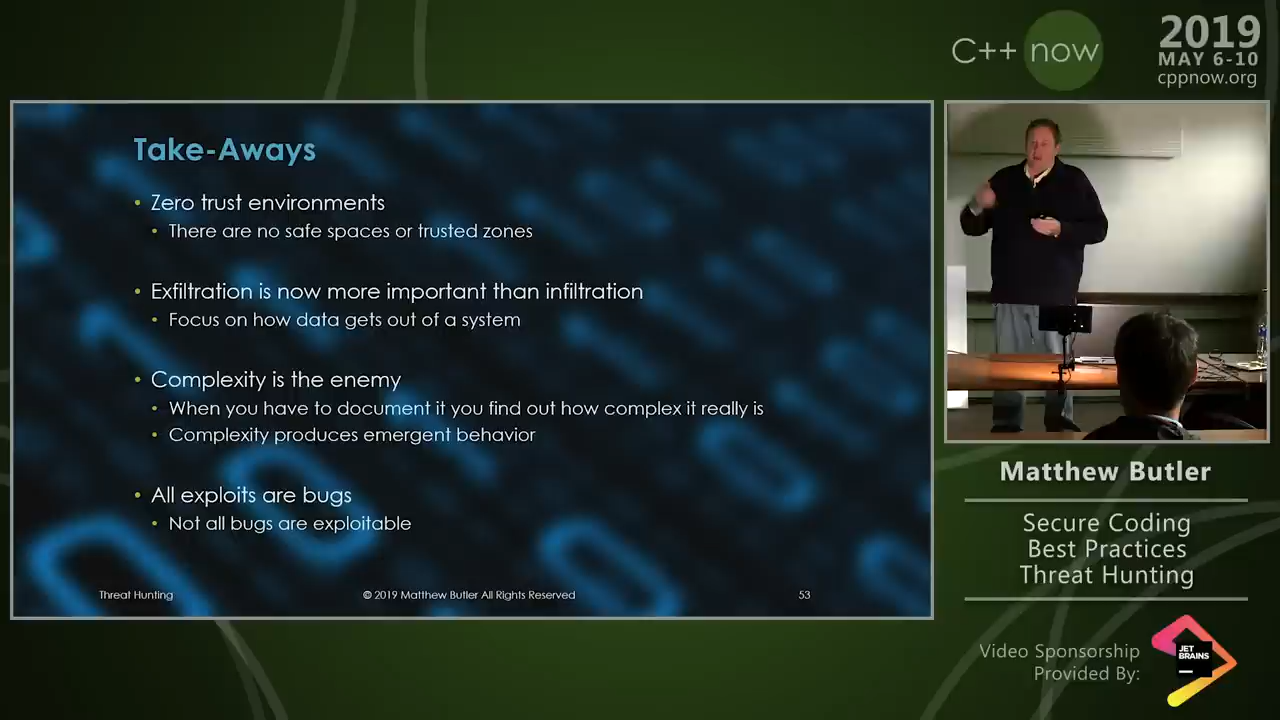 C++ now
2019
MAY 6-10
cppnow.org
Take-Aways
• Zero trust environments
• There are no safe spaces or trusted zones
• Exfiltration is now more important than infiltration
• Focus on how data gets out of a system
• Complexity is the enemy
• When you have to document it you find out how complex it really is
• Complexity produces emergent behavior
• All exploits are bugs
• Not all bugs are exploitable
Threat Hunting
© 2019 Matthew Butler All Rights Reserved
53
Matthew Butler
Secure Coding
Best Practices
Threat Hunting
Video Sponsorship
Provided By:
JET
BRAINS